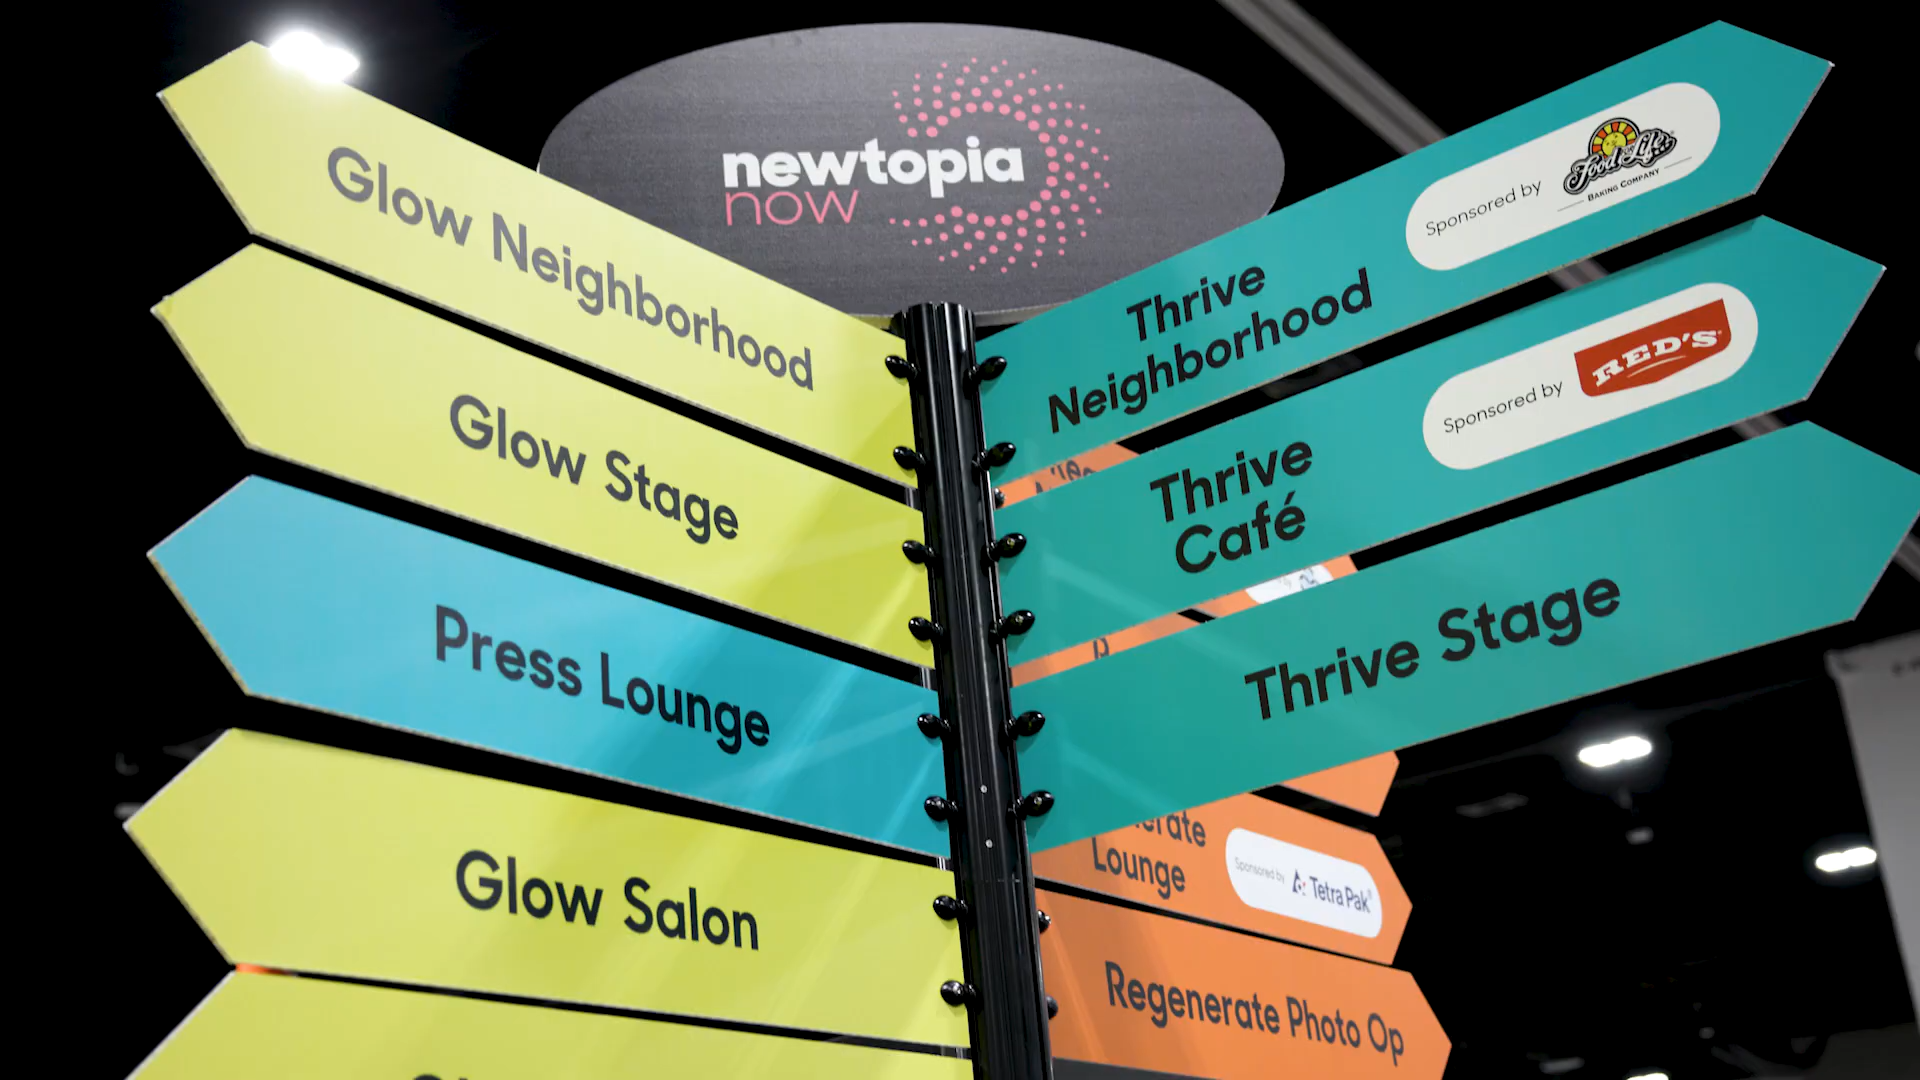 newtopia
now
Glow Neighborhood
Glow Stage
Press Lounge
Glow Salon
Thrive
Neighborhood
Sponsored by
Food for Life
BAKING COMPANY
Thrive
Café
Sponsored by
RED'S
Thrive Stage
Lounge
Sponsored by
Tetra Pak
Regenerate Photo Op